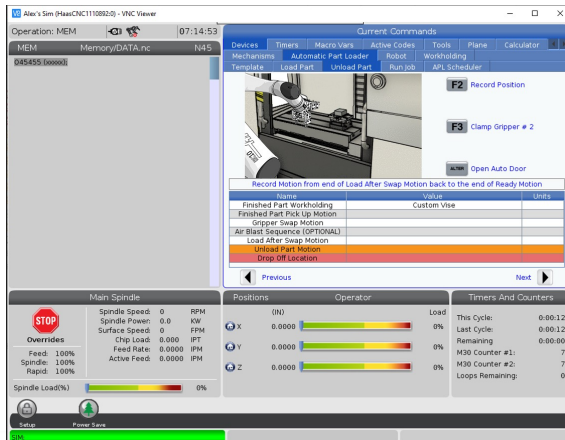 Alex's Sim (HaasCNC1110892:0) - VNC Viewer
Operation: MEM
07:14:53
Current Commands
MEM Memory/DATA.nc N45
O45455 (xxxxx);
Devices Timers Macro Vars Active Codes Tools Plane Calculator
Mechanisms Automatic Part Loader Robot Workholding
Template Load Part Unload Part Run Job APL Scheduler
F2 Record Position
F3 Clamp Gripper # 2
ALTER Open Auto Door
Record Motion from end of Load After Swap Motion back to the end of Ready Motion
Name Value Units
Finished Part Workholding Custom Vise
Finished Part Pick Up Motion
Gripper Swap Motion
Air Blast Sequence (OPTIONAL)
Load After Swap Motion
Unload Part Motion
Drop Off Location
Previous Next
Main Spindle
STOP
Overrides
Feed: 100%
Spindle: 100%
Rapid: 100%
Spindle Speed: 0 RPM
Spindle Power: 0.0 KW
Surface Speed: 0 FPM
Chip Load: 0.000 IPT
Feed Rate: 0.0000 IPM
Active Feed: 0.0000 IPM
Spindle Load(%) 0%
Positions Operator
(IN) Load
X 0.0000 0%
Y 0.0000 0%
Z 0.0000 0%
Timers And Counters
This Cycle: 0:00:12
Last Cycle: 0:00:12
Remaining 0:00:00
M30 Counter #1: 7
M30 Counter #2: 7
Loops Remaining: 0
Setup Power Save
SIM